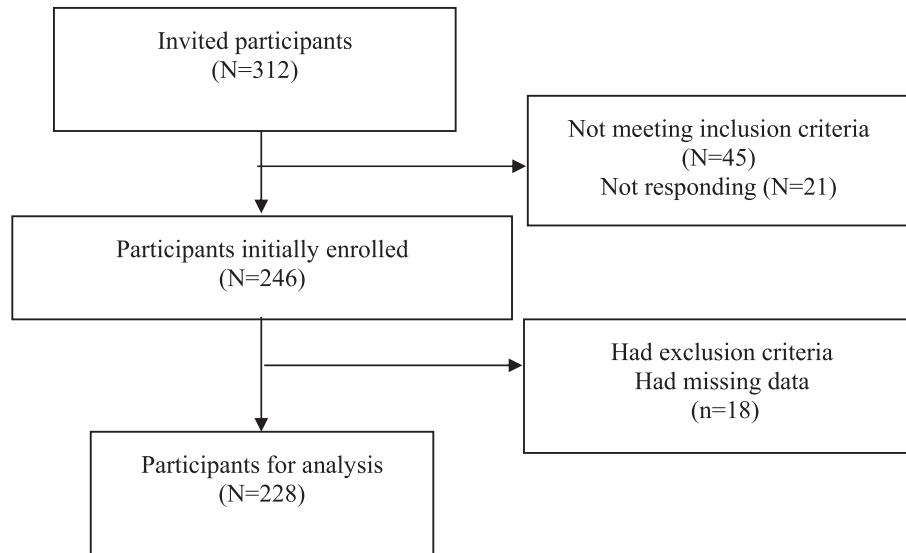 Invited participants
(N=312)
Not meeting inclusion criteria
(N=45)
Not responding (N=21)
Participants initially enrolled
(N=246)
Had exclusion criteria
Had missing data
(n=18)
Participants for analysis
(N=228)